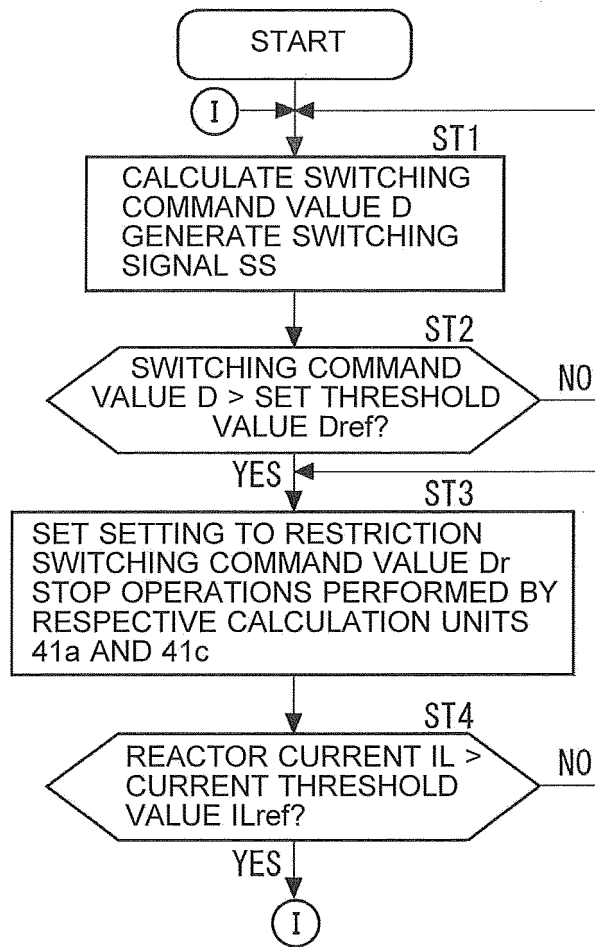 START
I
ST1
CALCULATE SWITCHING
COMMAND VALUE D
GENERATE SWITCHING
SIGNAL SS
ST2
SWITCHING COMMAND
VALUE D > SET THRESHOLD
VALUE Dref?
NO
YES
ST3
SET SETTING TO RESTRICTION
SWITCHING COMMAND VALUE Dr
STOP OPERATIONS PERFORMED BY
RESPECTIVE CALCULATION UNITS
41a AND 41c
ST4
REACTOR CURRENT IL >
CURRENT THRESHOLD
VALUE ILref?
NO
YES
I